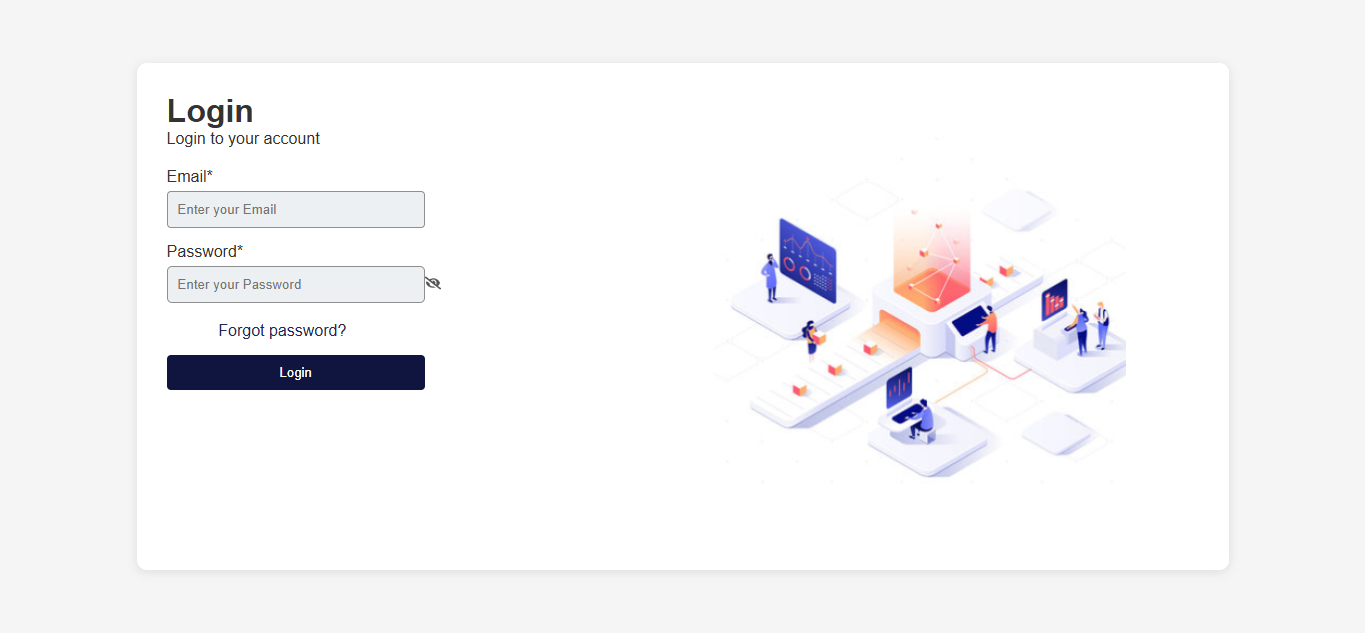 Login
Login to your account
Email*
Enter your Email
Password*
Enter your Password
Forgot password?
Login